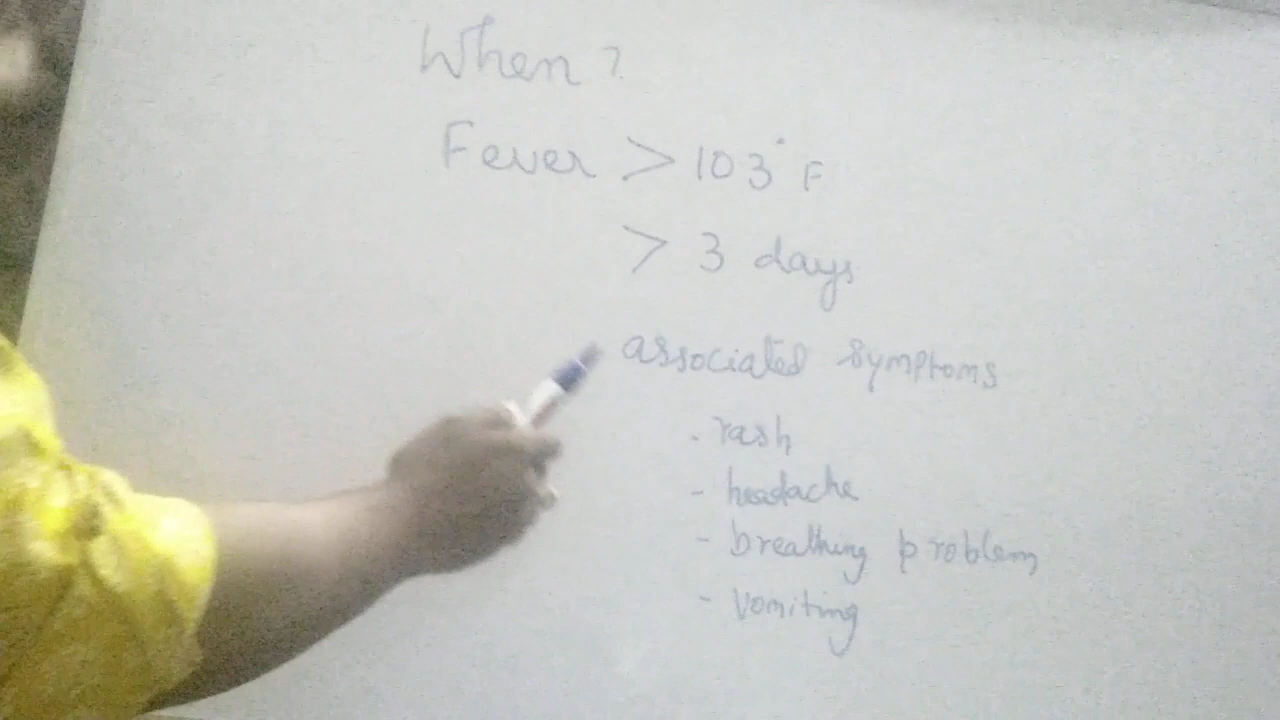 When?
Fever > 103° F
> 3 days
associated symptoms
. rash
- headache
- breathing problem
- vomiting